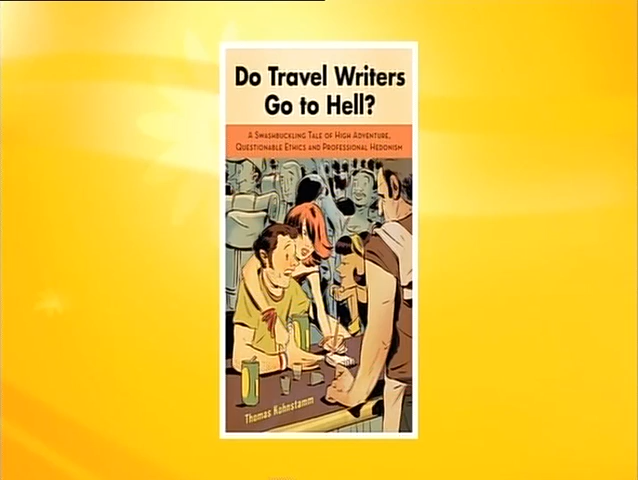 Do Travel Writers
Go to Hell?
A Swashbuckling Tale of High Adventure,
Questionable Ethics and Professional Hedonism
Thomas Kohnstamm